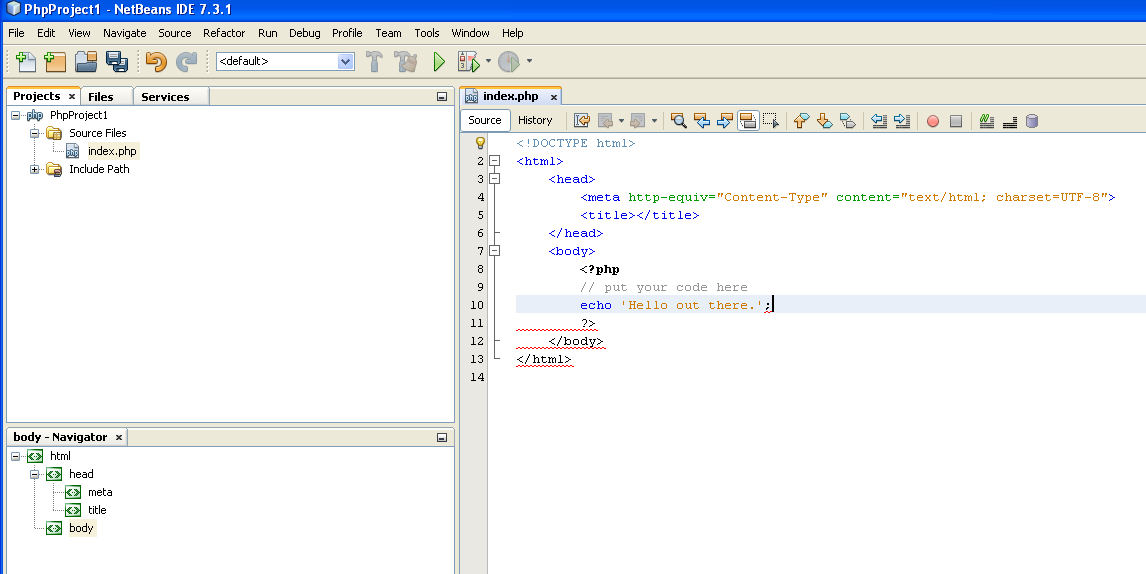 PhpProject1 - NetBeans IDE 7.3.1
File Edit View Navigate Source Refactor Run Debug Profile Team Tools Window Help
<default>
Projects x Files Services
PhpProject1
Source Files
index.php
Include Path
body - Navigator x
html
head
meta
title
body
index.php x
Source History
<!DOCTYPE html>
2 <html>
3 <head>
4 <meta http-equiv="Content-Type" content="text/html; charset=UTF-8">
5 <title></title>
6 </head>
7 <body>
8 <?php
9 // put your code here
10 echo 'Hello out there.';
11 ?>
12 </body>
13 </html>
14